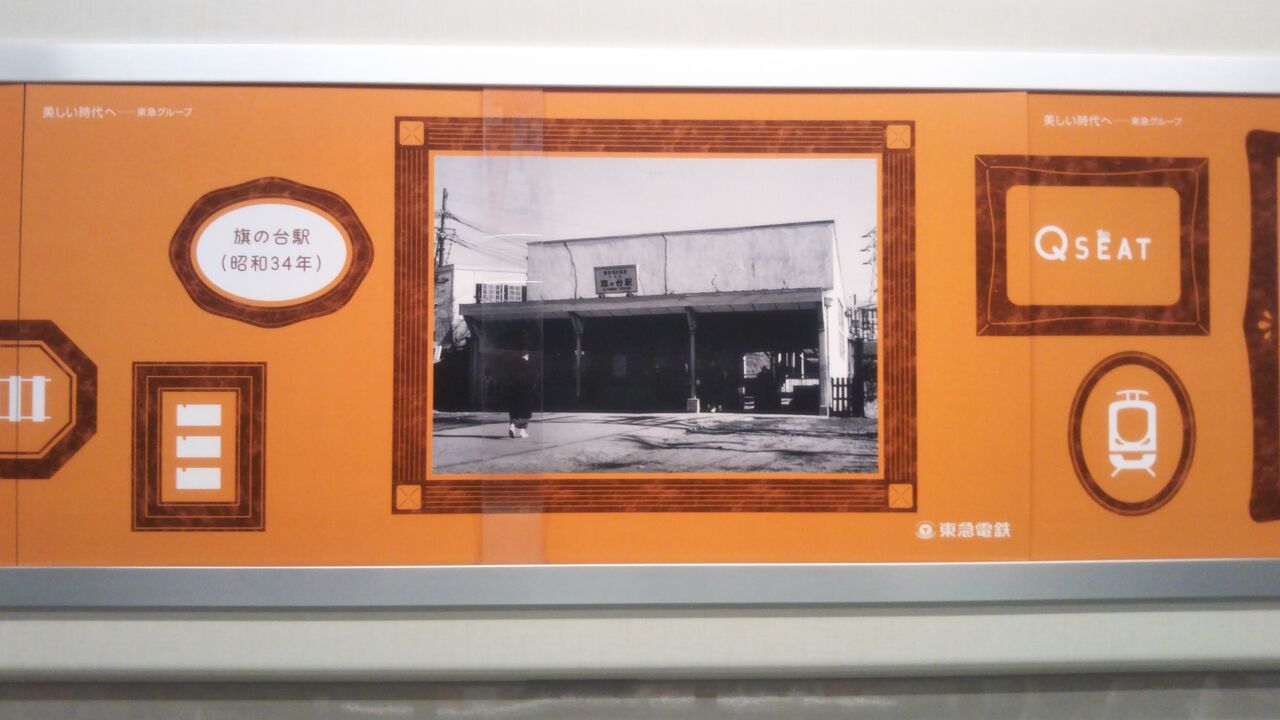 美しい時代へ──東急グループ
旗の台駅
(昭和34年)
旗の台駅
東急電鉄
美しい時代へ──東急グループ
Q SEAT